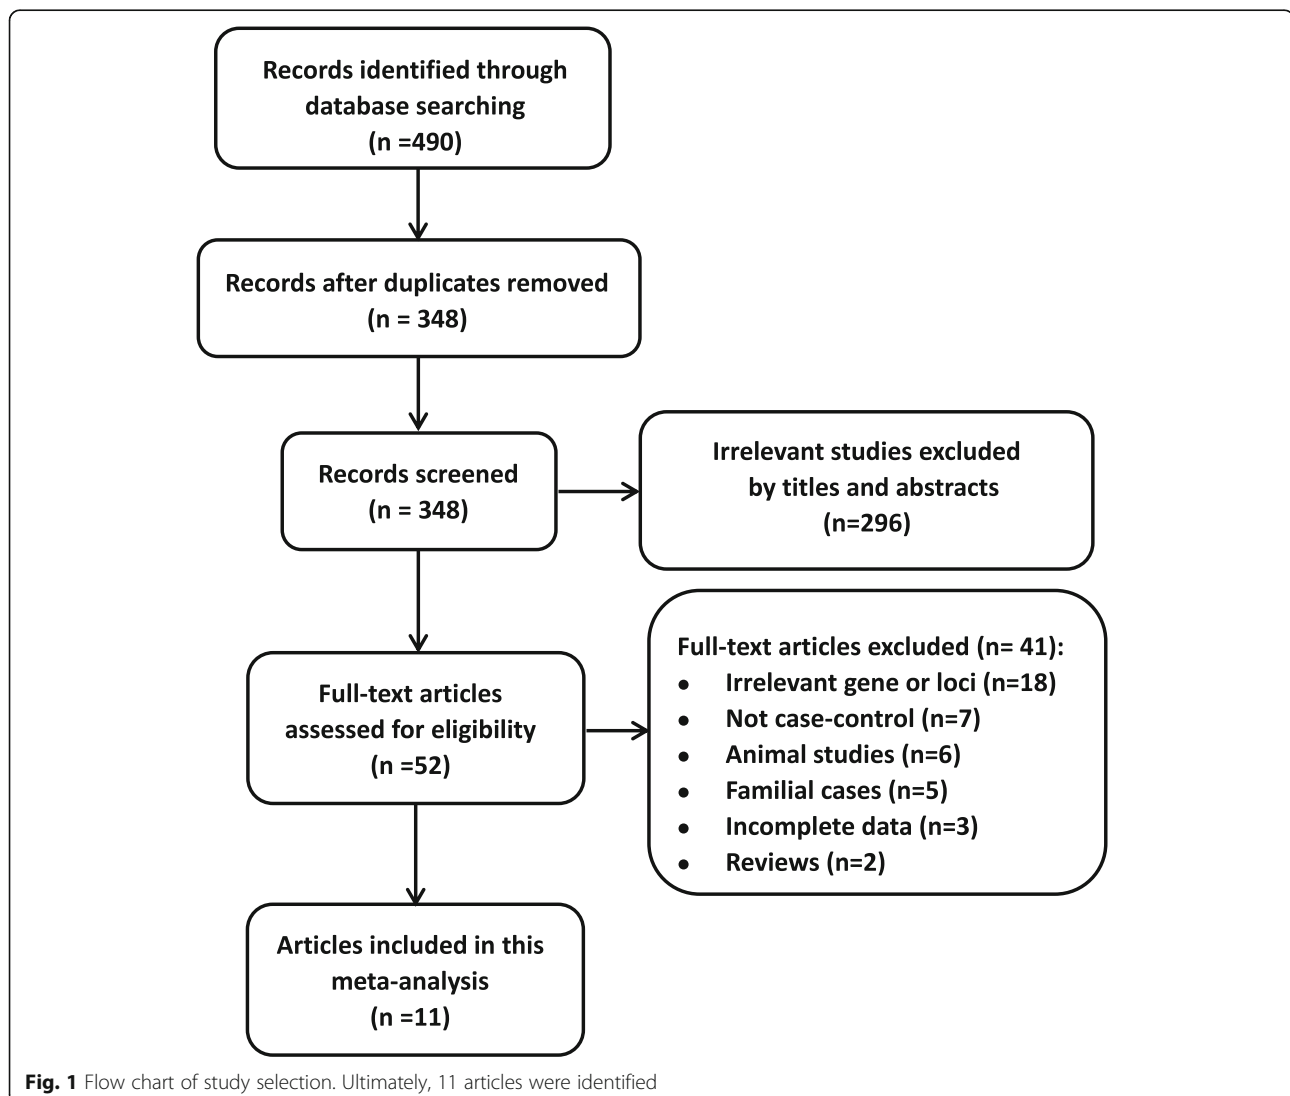 Records identified through
database searching
(n =490)
Records after duplicates removed
(n = 348)
Records screened
(n = 348)
Irrelevant studies excluded
by titles and abstracts
(n=296)
Full-text articles
assessed for eligibility
(n =52)
Full-text articles excluded (n= 41):
• Irrelevant gene or loci (n=18)
• Not case-control (n=7)
• Animal studies (n=6)
• Familial cases (n=5)
• Incomplete data (n=3)
• Reviews (n=2)
Articles included in this
meta-analysis
(n =11)
Fig. 1 Flow chart of study selection. Ultimately, 11 articles were identified